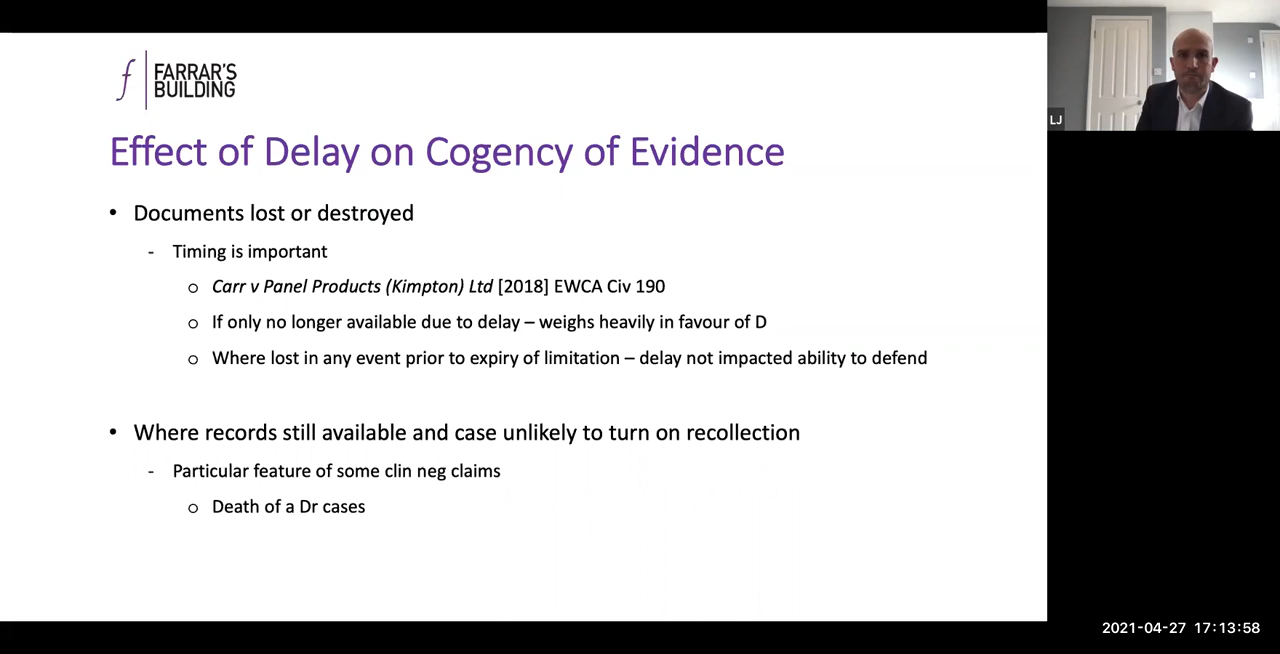 f FARRAR'S
BUILDING
Effect of Delay on Cogency of Evidence
• Documents lost or destroyed
- Timing is important
o Carr v Panel Products (Kimpton) Ltd [2018] EWCA Civ 190
o If only no longer available due to delay – weighs heavily in favour of D
o Where lost in any event prior to expiry of limitation – delay not impacted ability to defend
• Where records still available and case unlikely to turn on recollection
- Particular feature of some clin neg claims
o Death of a Dr cases
LJ
2021-04-27 17:13:58